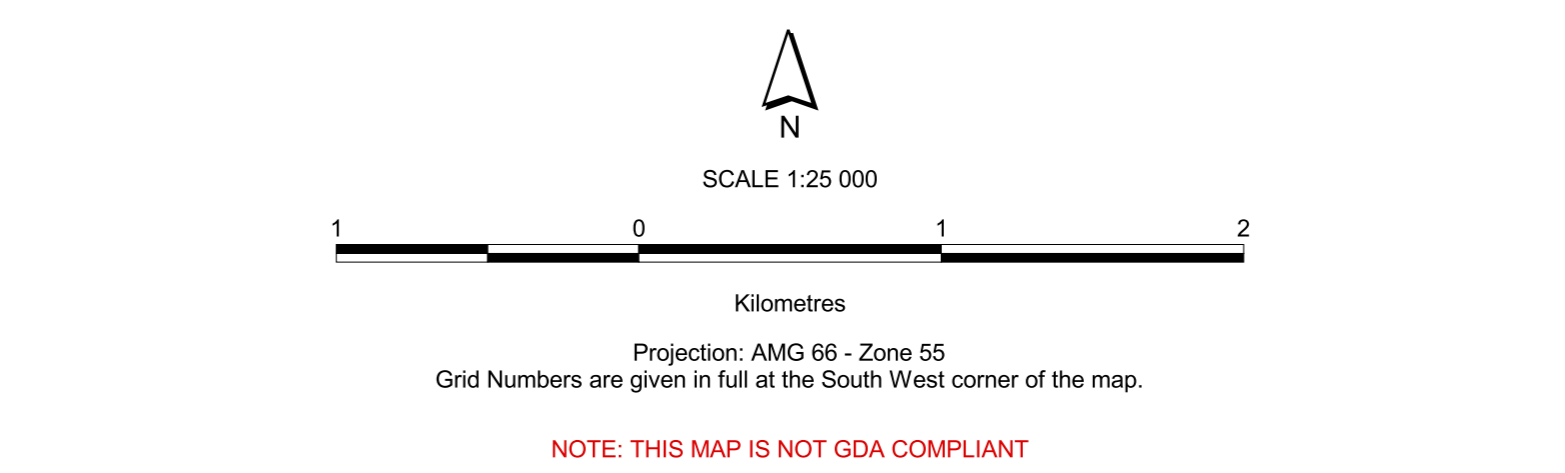 N
SCALE 1:25 000
1 0 1 2
Kilometres
Projection: AMG 66 - Zone 55
Grid Numbers are given in full at the South West corner of the map.
NOTE: THIS MAP IS NOT GDA COMPLIANT